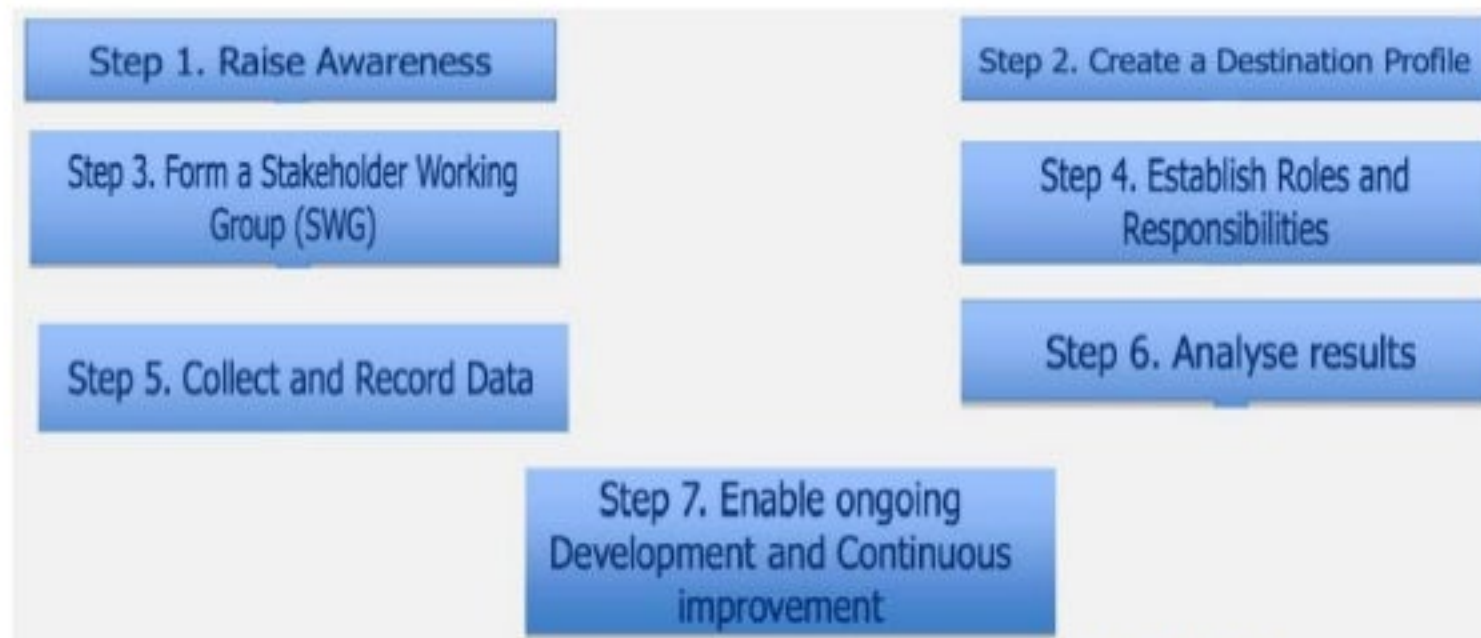 Step 1. Raise Awareness
Step 2. Create a Destination Profile
Step 3. Form a Stakeholder Working
Group (SWG)
Step 4. Establish Roles and
Responsibilities
Step 5. Collect and Record Data
Step 6. Analyse results
Step 7. Enable ongoing
Development and Continuous
improvement